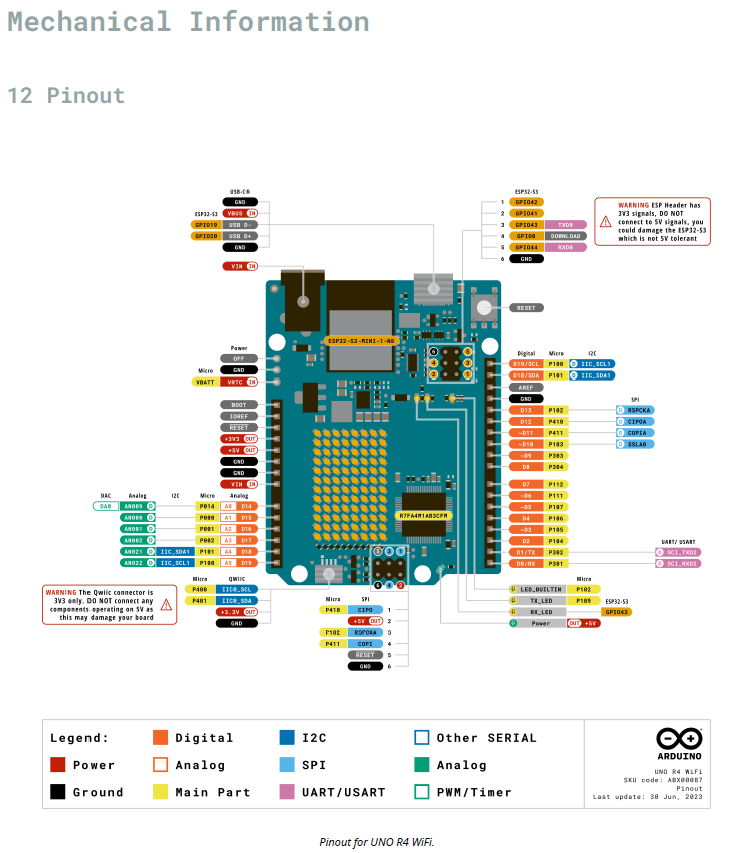 Mechanical Information
12 Pinout
USB-C®
GND
VBUS IN
ESP32-S3
GPIO19 USB D-
GPIO20 USB D+
GND
VIN IN
ESP32-S3
1 GPIO42
2 GPIO41
3 GPIO43 TXD0
4 GPIO0 DOWNLOAD
5 GPIO44 RXD0
6 GND
WARNING ESP Header has
3V3 signals, DO NOT
connect to 5V signals, you
could damage the ESP32-S3
which is not 5V tolerant
RESET
ESP32-S3-MINI-1-N8
Power
OFF
GND
Micro
VBATT VRTC IN
BOOT
IOREF
RESET
+3V3 OUT
+5V OUT
GND
GND
VIN IN
DAC Analog I2C Micro Analog
DA0 AN009 P014 A0 D14
AN000 P000 A1 D15
AN001 P001 A2 D16
AN002 P002 A3 D17
AN021 IIC_SDA1 P101 A4 D18
AN022 IIC_SCL1 P100 A5 D19
Digital Micro I2C
D19/SCL P100 IIC_SCL1
D18/SDA P101 IIC_SDA1
AREF
GND
SPI
D13 P102 RSPCKA
D12 P410 CIPOA
~D11 P411 COPIA
~D10 P103 SSLA0
~D9 P303
D8 P304
D7 P112
~D6 P111
~D5 P107
D4 P106
~D3 P105
D2 P104
UART/ USART
D1/TX P302 SCI_TXD2
D0/RX P301 SCI_RXD2
R7FA4M1AB3CFM
WARNING The Qwiic connector is
3V3 only. DO NOT connect any
components operating on 5V as
this may damage your board
Micro QWIIC
P400 IIC0_SCL
P401 IIC0_SDA
+3.3V OUT
GND
Micro SPI
P410 CIPO 1
+5V OUT 2
P102 3
P411 COPI 4
RESET 5
GND 6
Micro
LED_BUILTIN P102
TX_LED P109
ESP32-S3
RX_LED GPIO43
Power OUT +5V
Legend:
Digital
I2C
Other SERIAL
Power
Analog
SPI
Analog
Ground
Main Part
UART/USART
PWM/Timer
ARDUINO
UNO R4 WiFi
SKU code: ABX00087
Pinout
Last update: 30 Jun, 2023
Pinout for UNO R4 WiFi.